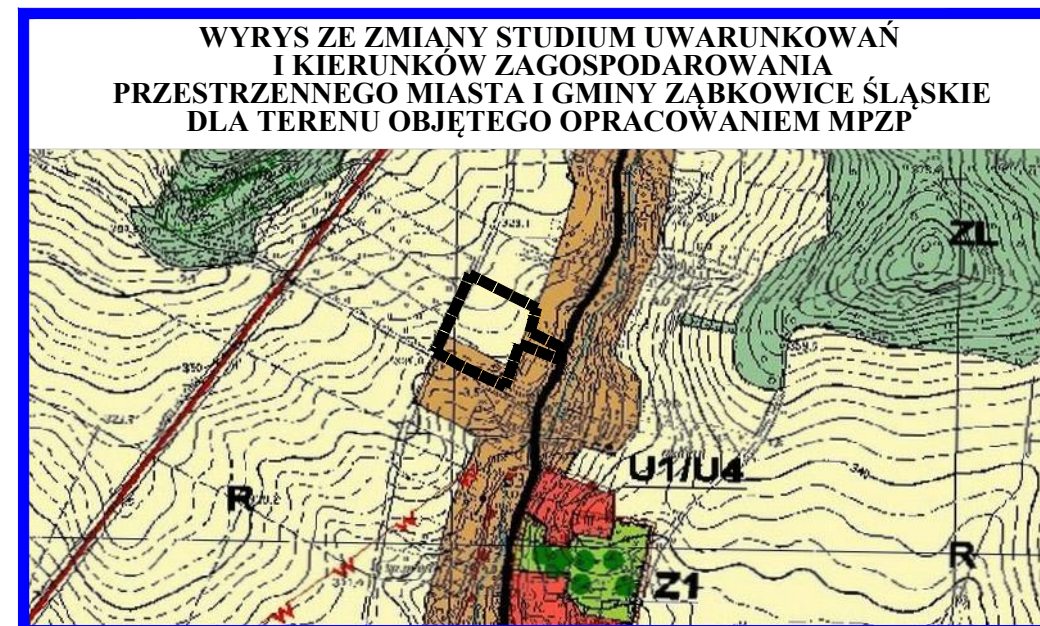 WYRYS ZE ZMIANY STUDIUM UWARUNKOWAŃ
I KIERUNKÓW ZAGOSPODAROWANIA
PRZESTRZENNEGO MIASTA I GMINY ZĄBKOWICE ŚLĄSKIE
DLA TERENU OBJĘTEGO OPRACOWANIEM MPZP
ZL
U1/U4
R
R
Z1
W
W
W
W
340